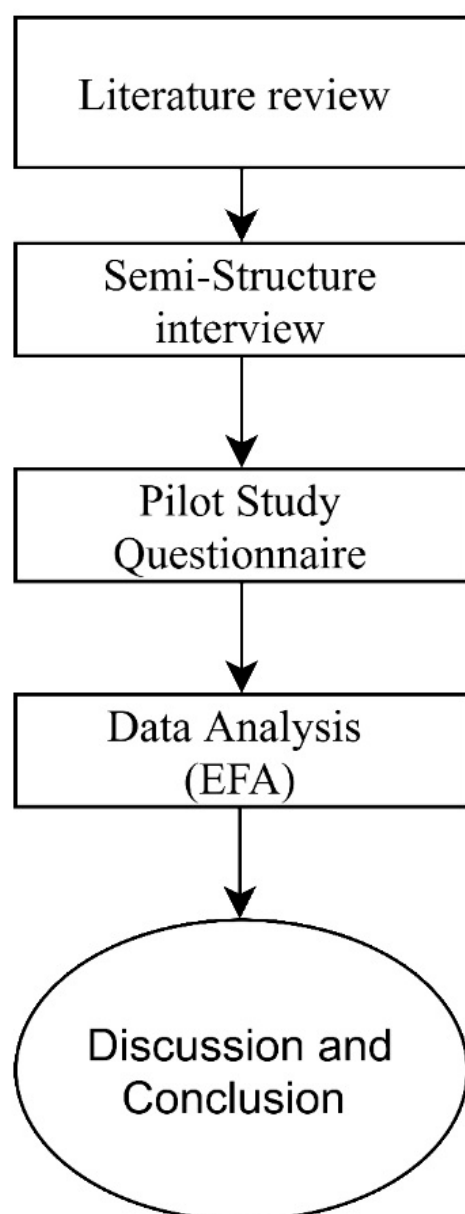 Literature review
Semi-Structure
interview
Pilot Study
Questionnaire
Data Analysis
(EFA)
Discussion and
Conclusion